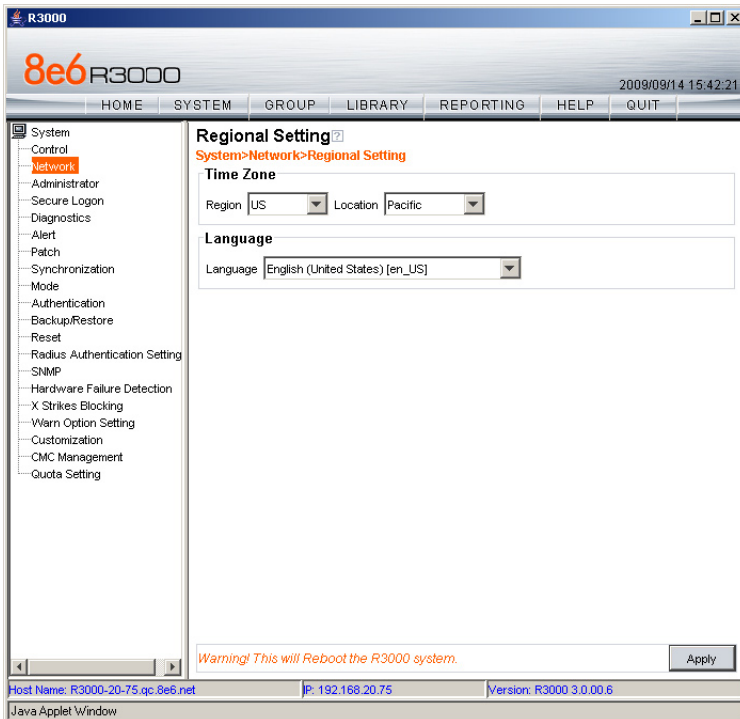 R3000
8e6 R3000
2009/09/14 15:42:21
HOME SYSTEM GROUP LIBRARY REPORTING HELP QUIT
System
Control
Network
Administrator
Secure Logon
Diagnostics
Alert
Patch
Synchronization
Mode
Authentication
Backup/Restore
Reset
Radius Authentication Setting
SNMP
Hardware Failure Detection
X Strikes Blocking
Warn Option Setting
Customization
CMC Management
Quota Setting
Regional Setting?
System>Network>Regional Setting
Time Zone
Region US Location Pacific
Language
Language English (United States) [en_US]
Warning! This will Reboot the R3000 system. Apply
Host Name: R3000-20-75.qc.8e6.net IP: 192.168.20.75 Version: R3000 3.0.00.6
Java Applet Window